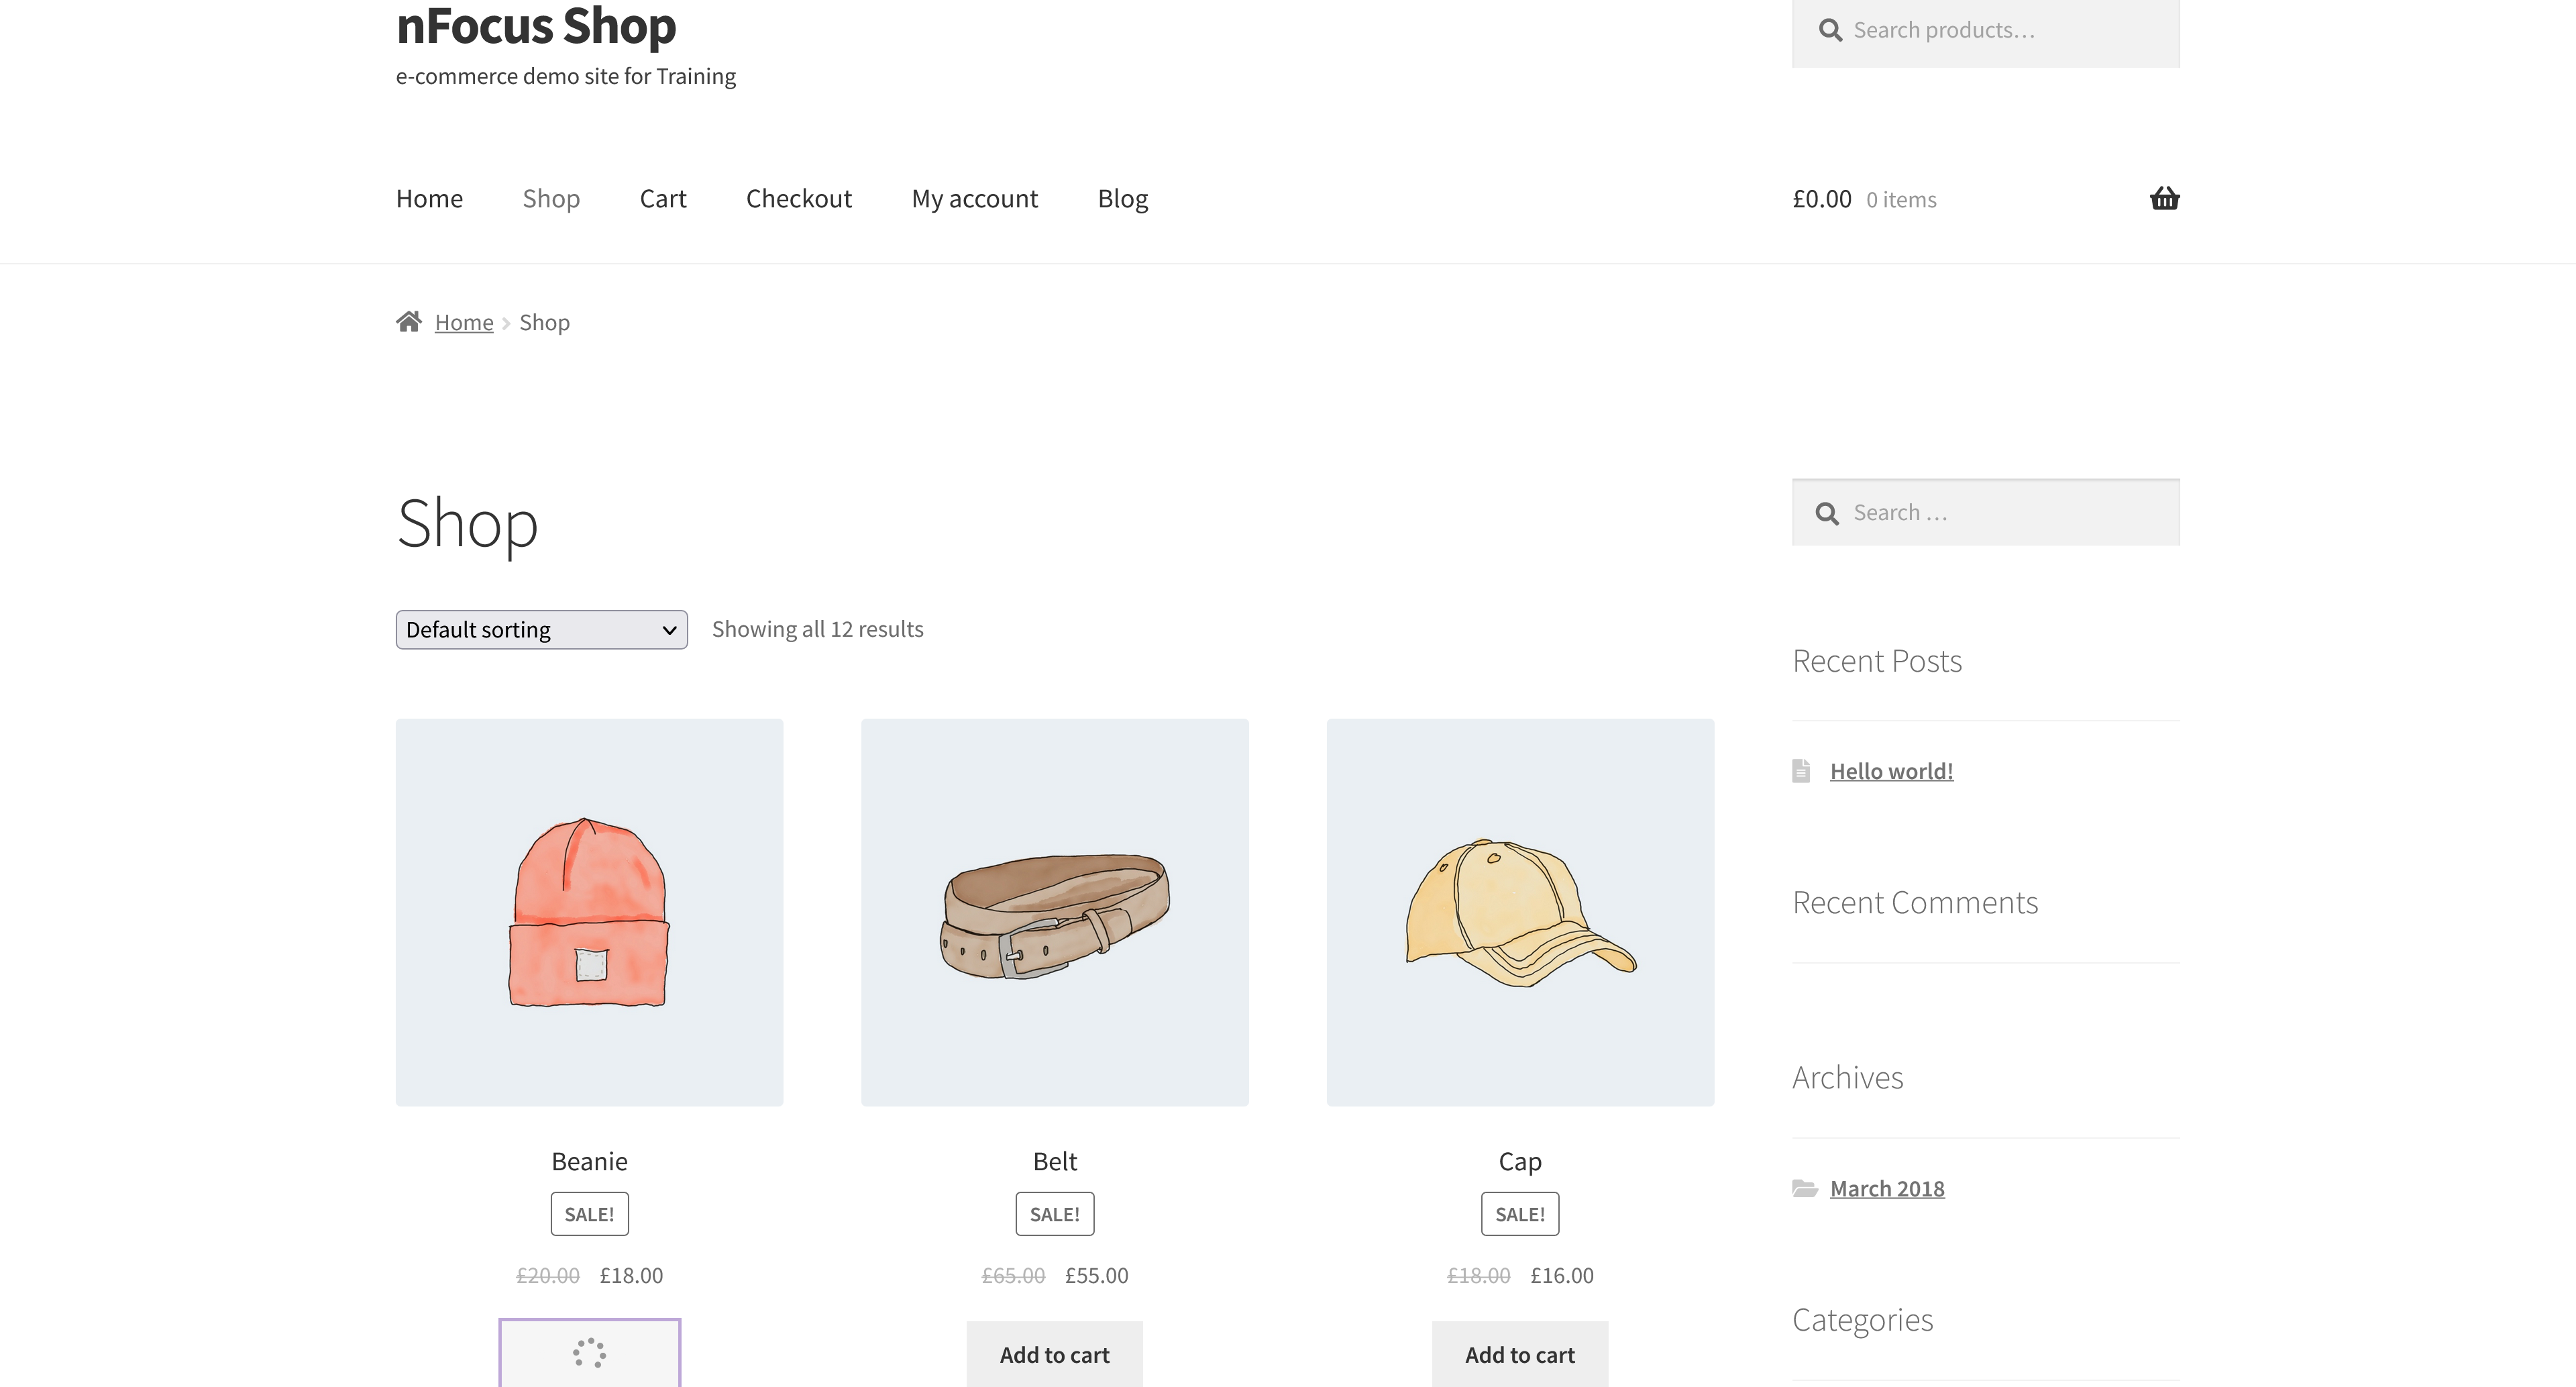 nFocus Shop
e-commerce demo site for Training
Search products…
Home Shop Cart Checkout My account Blog
£0.00 0 items
Home Shop
Shop
Default sorting
Showing all 12 results
Beanie
SALE!
£20.00 £18.00
Belt
SALE!
£65.00 £55.00
Add to cart
Cap
SALE!
£18.00 £16.00
Add to cart
Search …
Recent Posts
Hello world!
Recent Comments
Archives
March 2018
Categories